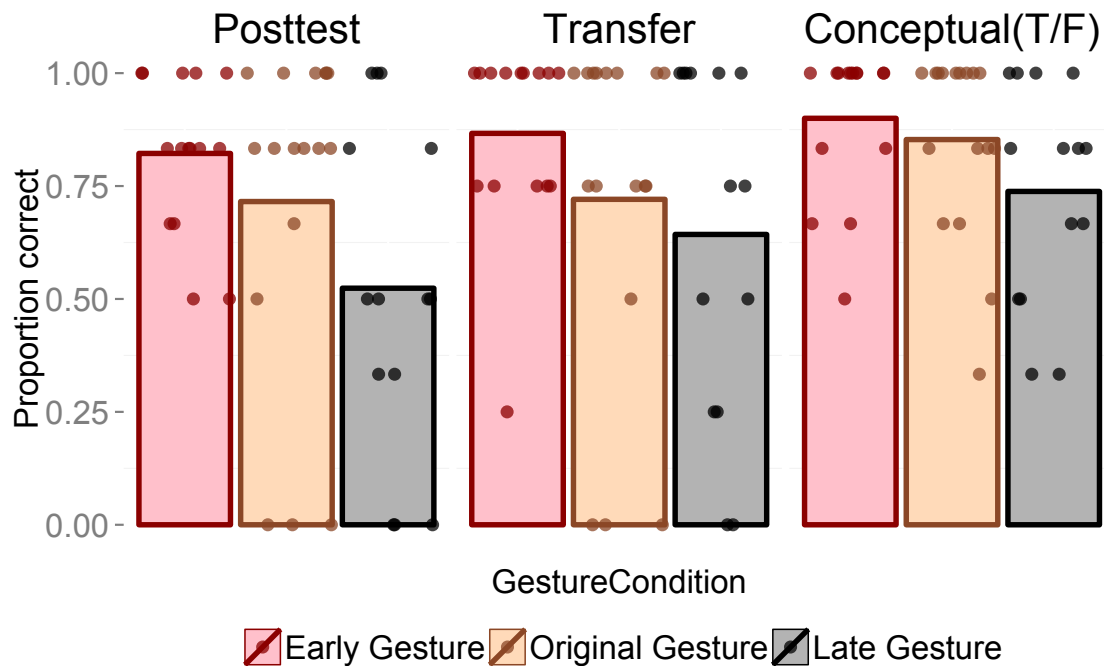 Posttest
Transfer
Conceptual(T/F)
Proportion correct
1.00
0.75
0.50
0.25
0.00
GestureCondition
Early Gesture
Original Gesture
Late Gesture